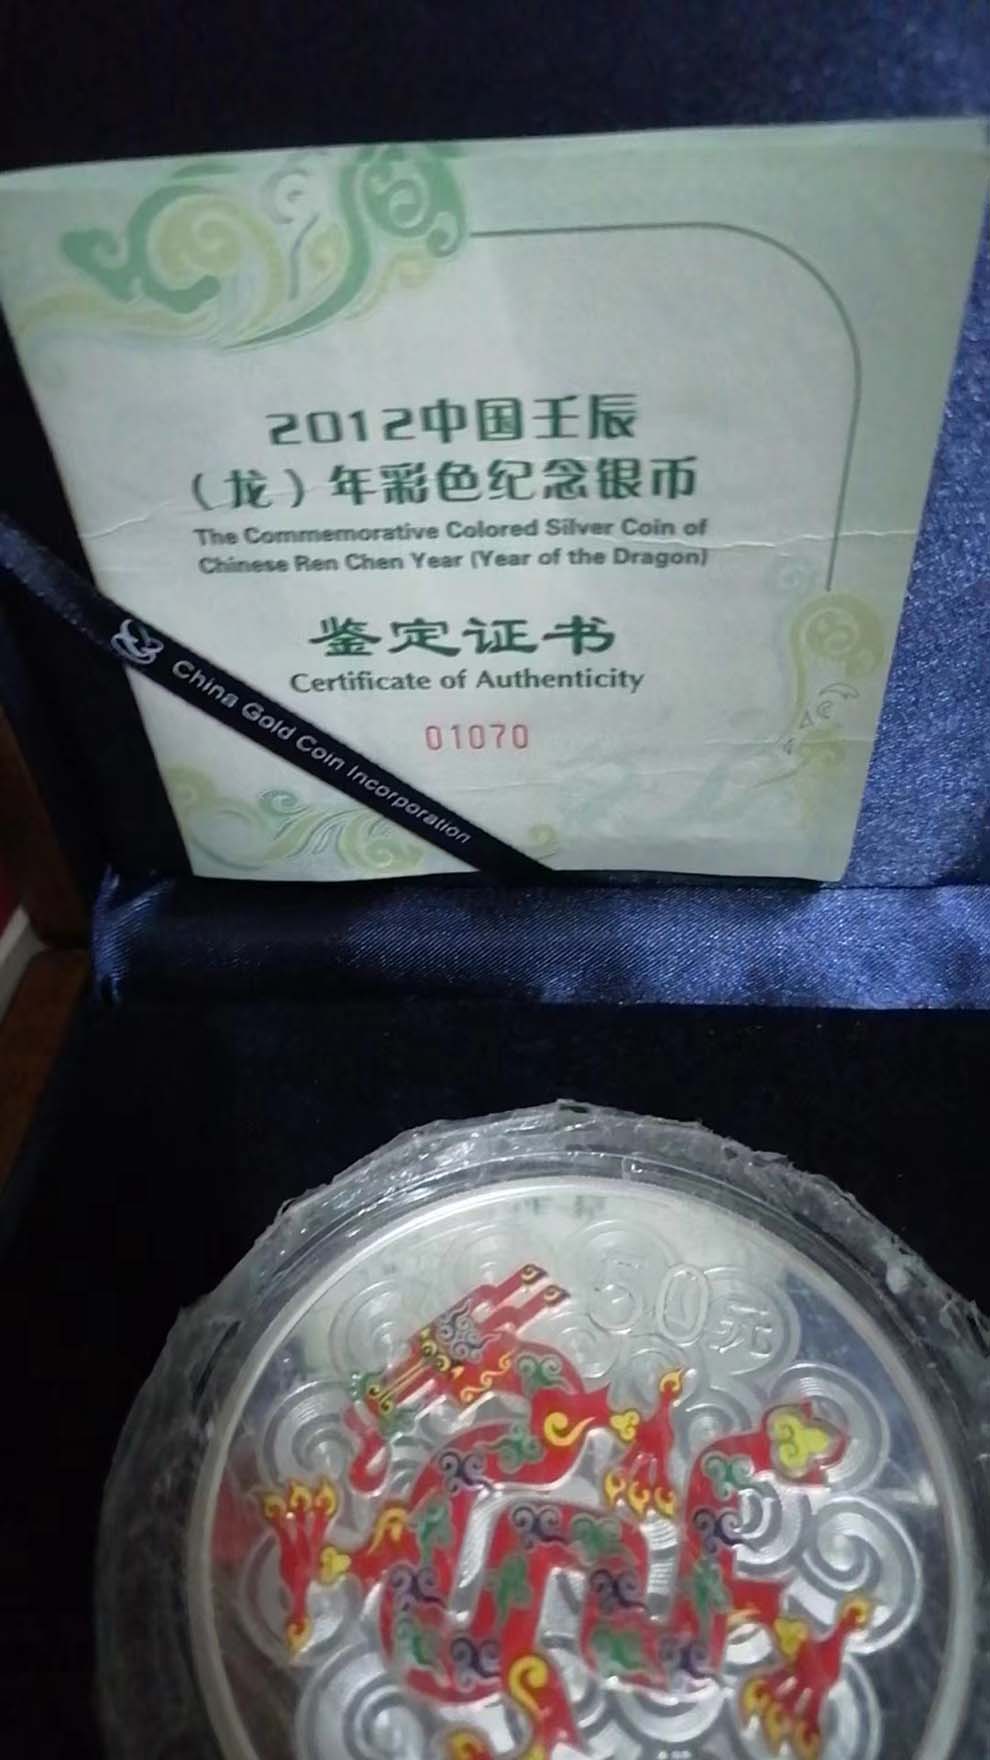 2012中国壬辰
（龙）年彩色纪念银币
The Commemorative Colored Silver Coin of
Chinese Ren Chen Year (Year of the Dragon)
鉴定证书
Certificate of Authenticity
01070
China Gold Coin Incorporation
50元